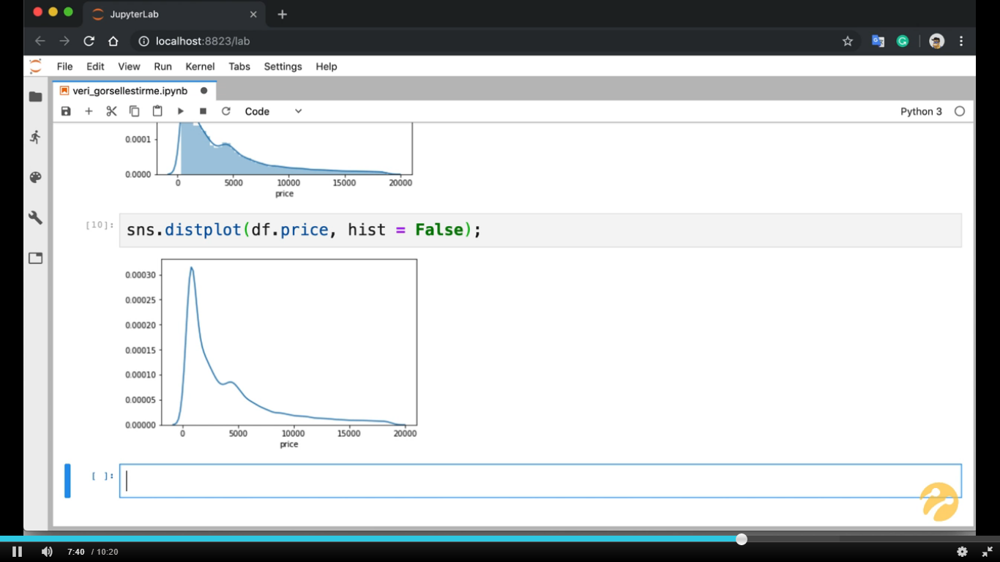 JupyterLab
localhost:8823/lab
File Edit View Run Kernel Tabs Settings Help
veri_gorsellestirme.ipynb
Code
Python 3
0.0001
0.0000
0 5000 10000 15000 20000
price
[10]: sns.distplot(df.price, hist = False);
0.00030
0.00025
0.00020
0.00015
0.00010
0.00005
0.00000
0 5000 10000 15000 20000
price
[ ]:
7:40 / 10:20